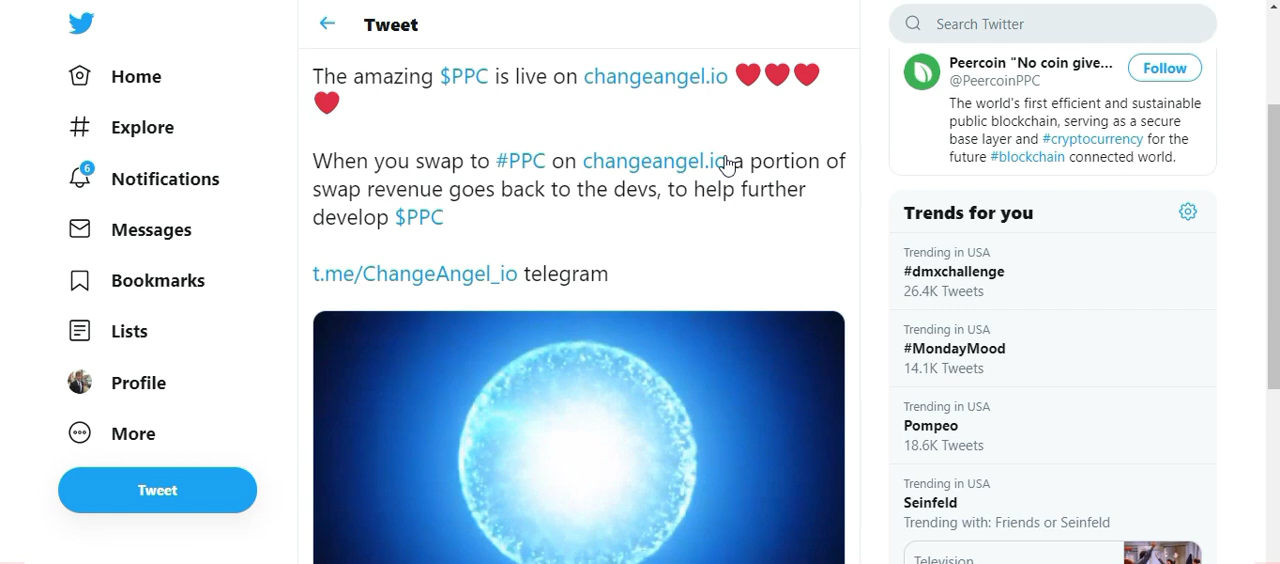 Home
Explore
6
Notifications
Messages
Bookmarks
Lists
Profile
More
Tweet
Tweet
The amazing $PPC is live on changeangel.io
When you swap to #PPC on changeangel.io a portion of
swap revenue goes back to the devs, to help further
develop $PPC
t.me/ChangeAngel_io telegram
Search Twitter
Peercoin "No coin give...
@PeercoinPPC
Follow
The world's first efficient and sustainable
public blockchain, serving as a secure
base layer and #cryptocurrency for the
future #blockchain connected world.
Trends for you
Trending in USA
#dmxchallenge
26.4K Tweets
Trending in USA
#MondayMood
14.1K Tweets
Trending in USA
Pompeo
18.6K Tweets
Trending in USA
Seinfeld
Trending with: Friends or Seinfeld
Television